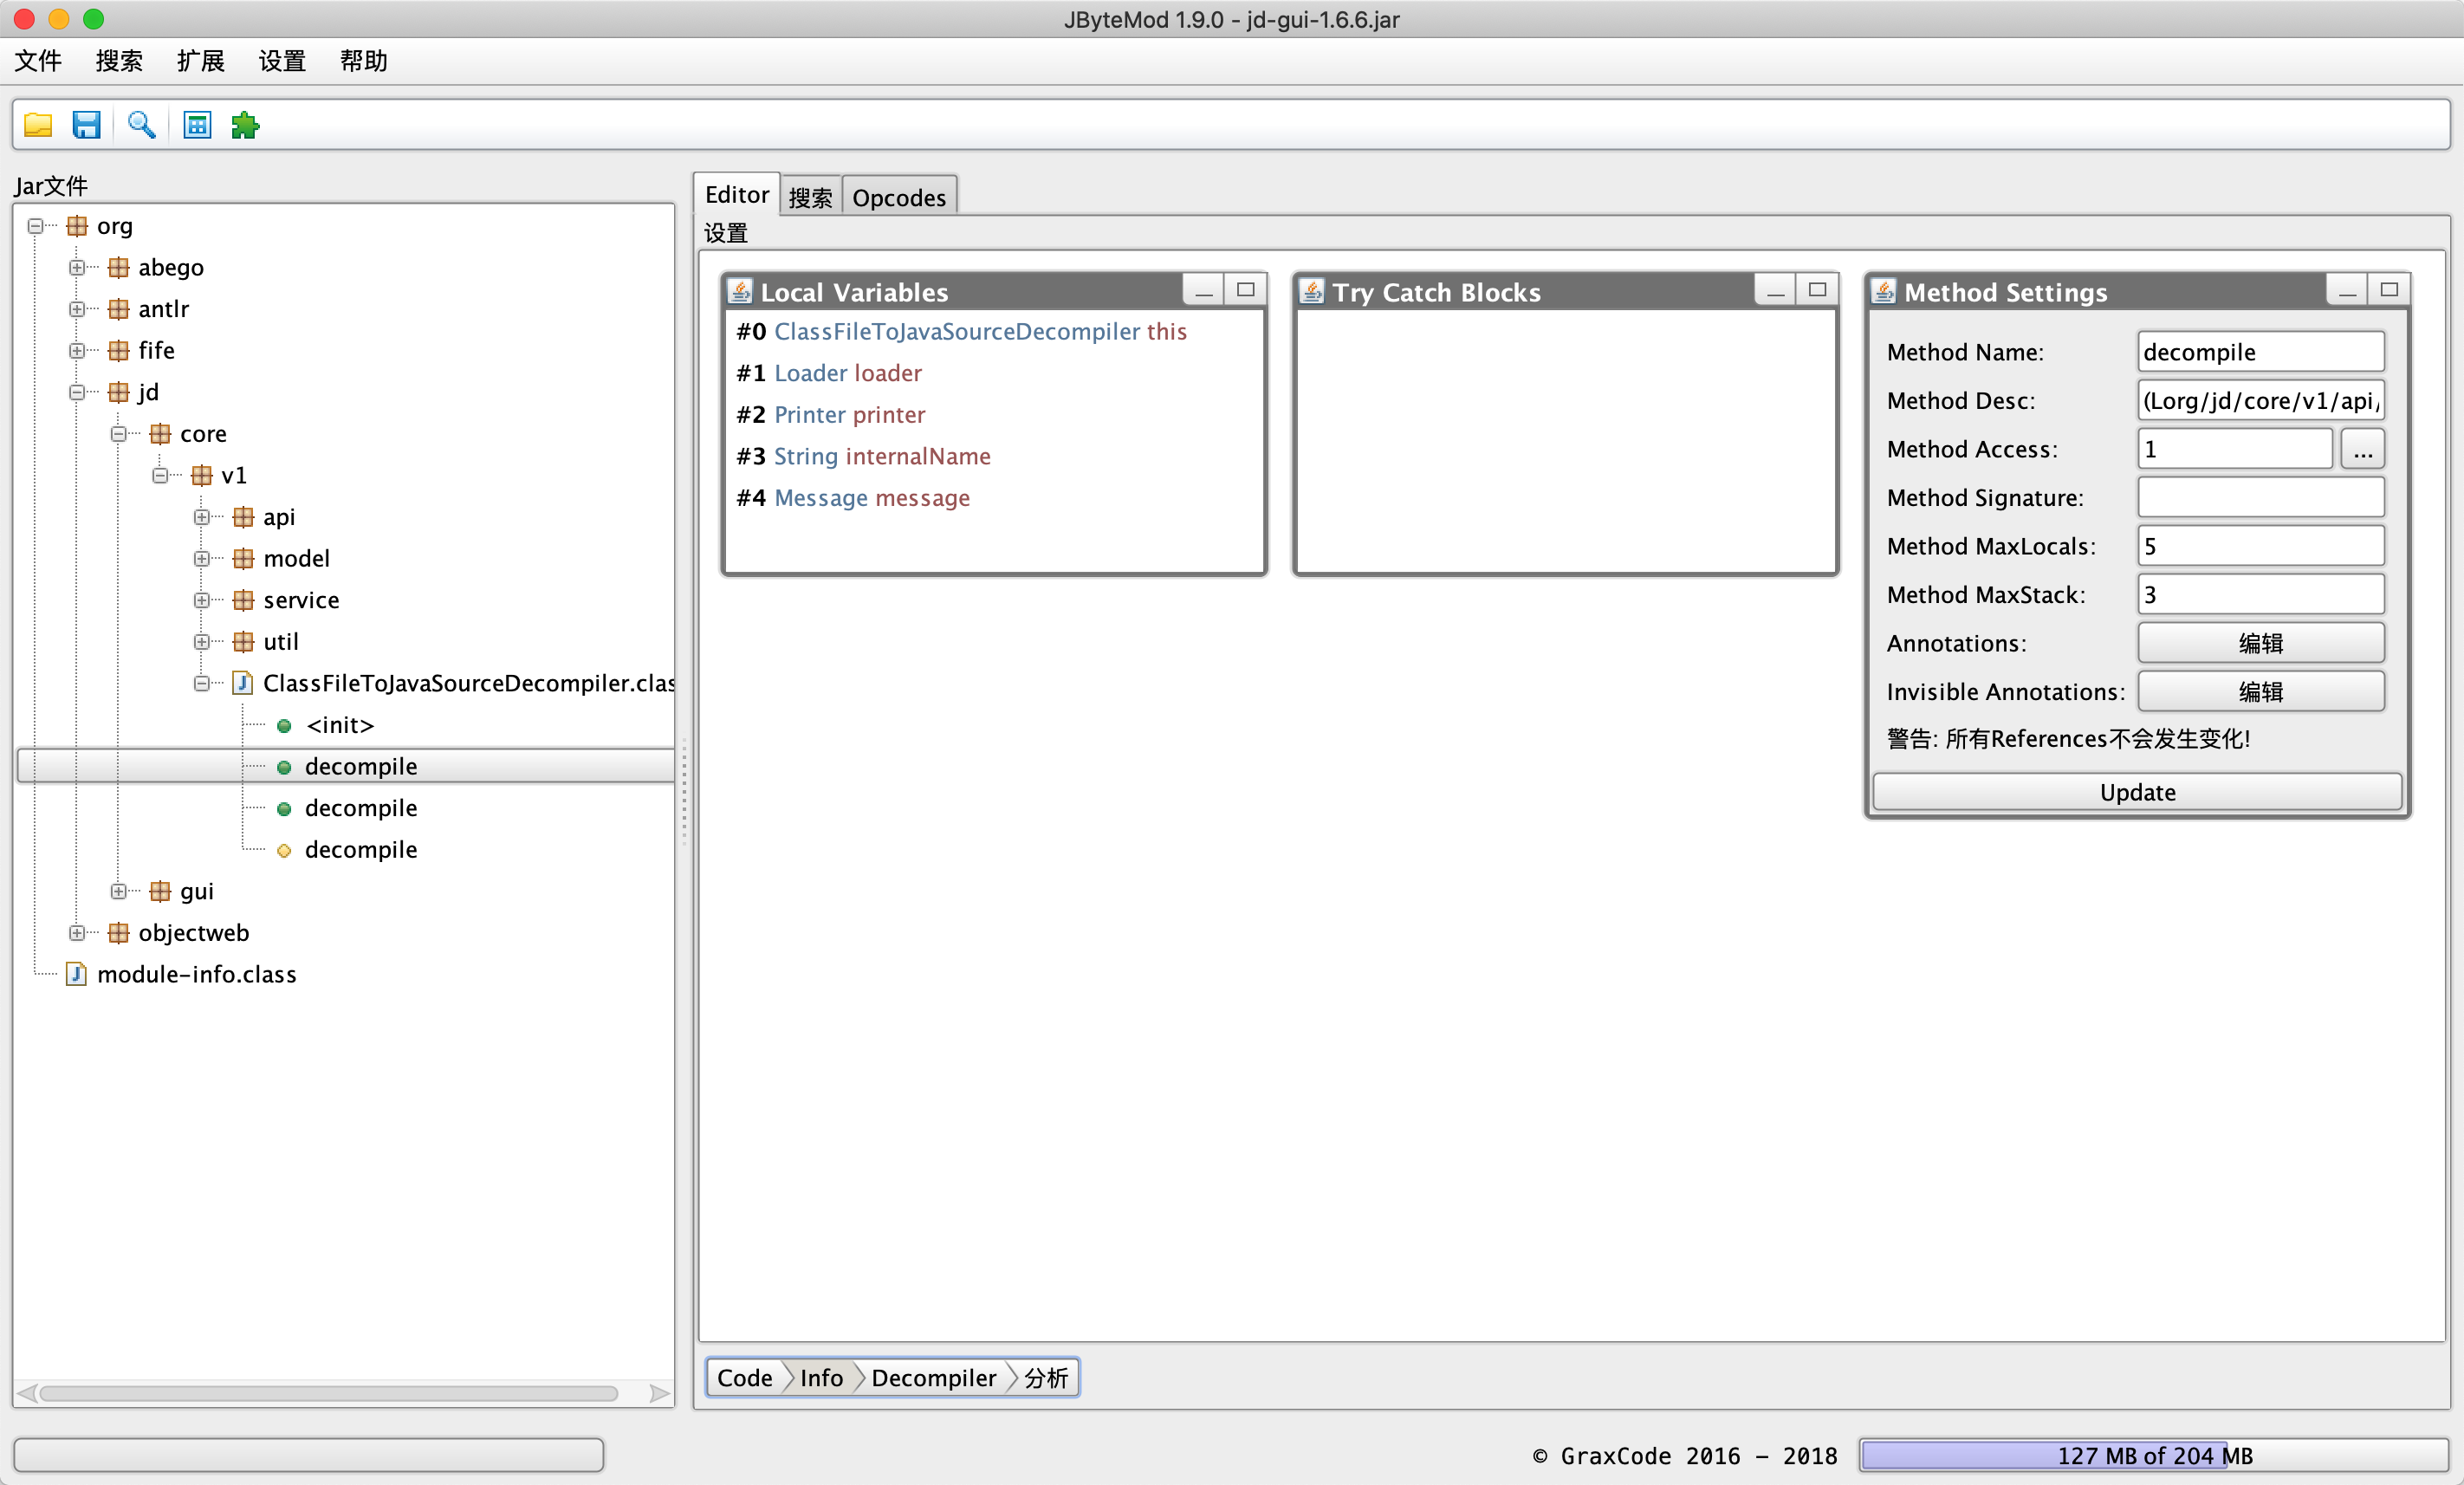 JByteMod 1.9.0 - jd-gui-1.6.6.jar
文件 搜索 扩展 设置 帮助
Jar文件
org
abego
antlr
fife
jd
core
v1
api
model
service
util
ClassFileToJavaSourceDecompiler.clas
<init>
decompile
decompile
decompile
gui
objectweb
module-info.class
Editor 搜索 Opcodes
设置
Local Variables
#0 ClassFileToJavaSourceDecompiler this
#1 Loader loader
#2 Printer printer
#3 String internalName
#4 Message message
Try Catch Blocks
Method Settings
Method Name: decompile
Method Desc: (Lorg/jd/core/v1/api/
Method Access: 1 ...
Method Signature:
Method MaxLocals: 5
Method MaxStack: 3
Annotations: 编辑
Invisible Annotations: 编辑
警告: 所有References不会发生变化!
Update
Code Info Decompiler 分析
© GraxCode 2016 - 2018
127 MB of 204 MB